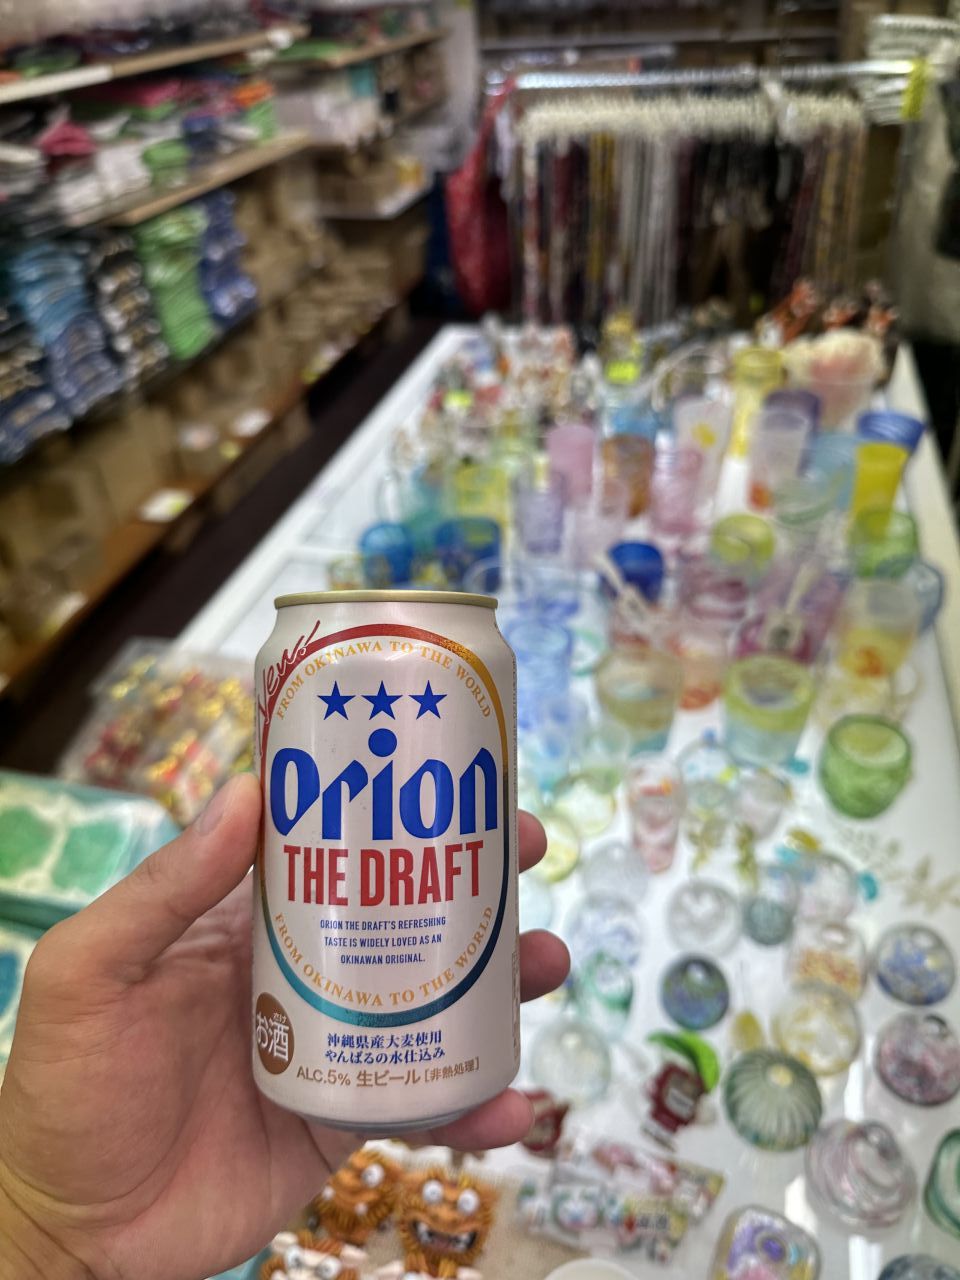 New!
FROM OKINAWA TO THE WORLD
Orion
THE DRAFT
ORION THE DRAFT'S REFRESHING
TASTE IS WIDELY LOVED AS AN
OKINAWAN ORIGINAL.
FROM OKINAWA TO THE WORLD
お酒
さけ
沖縄県産大麦使用
やんばるの水仕込み
ALC.5% 生ビール [非熱処理]